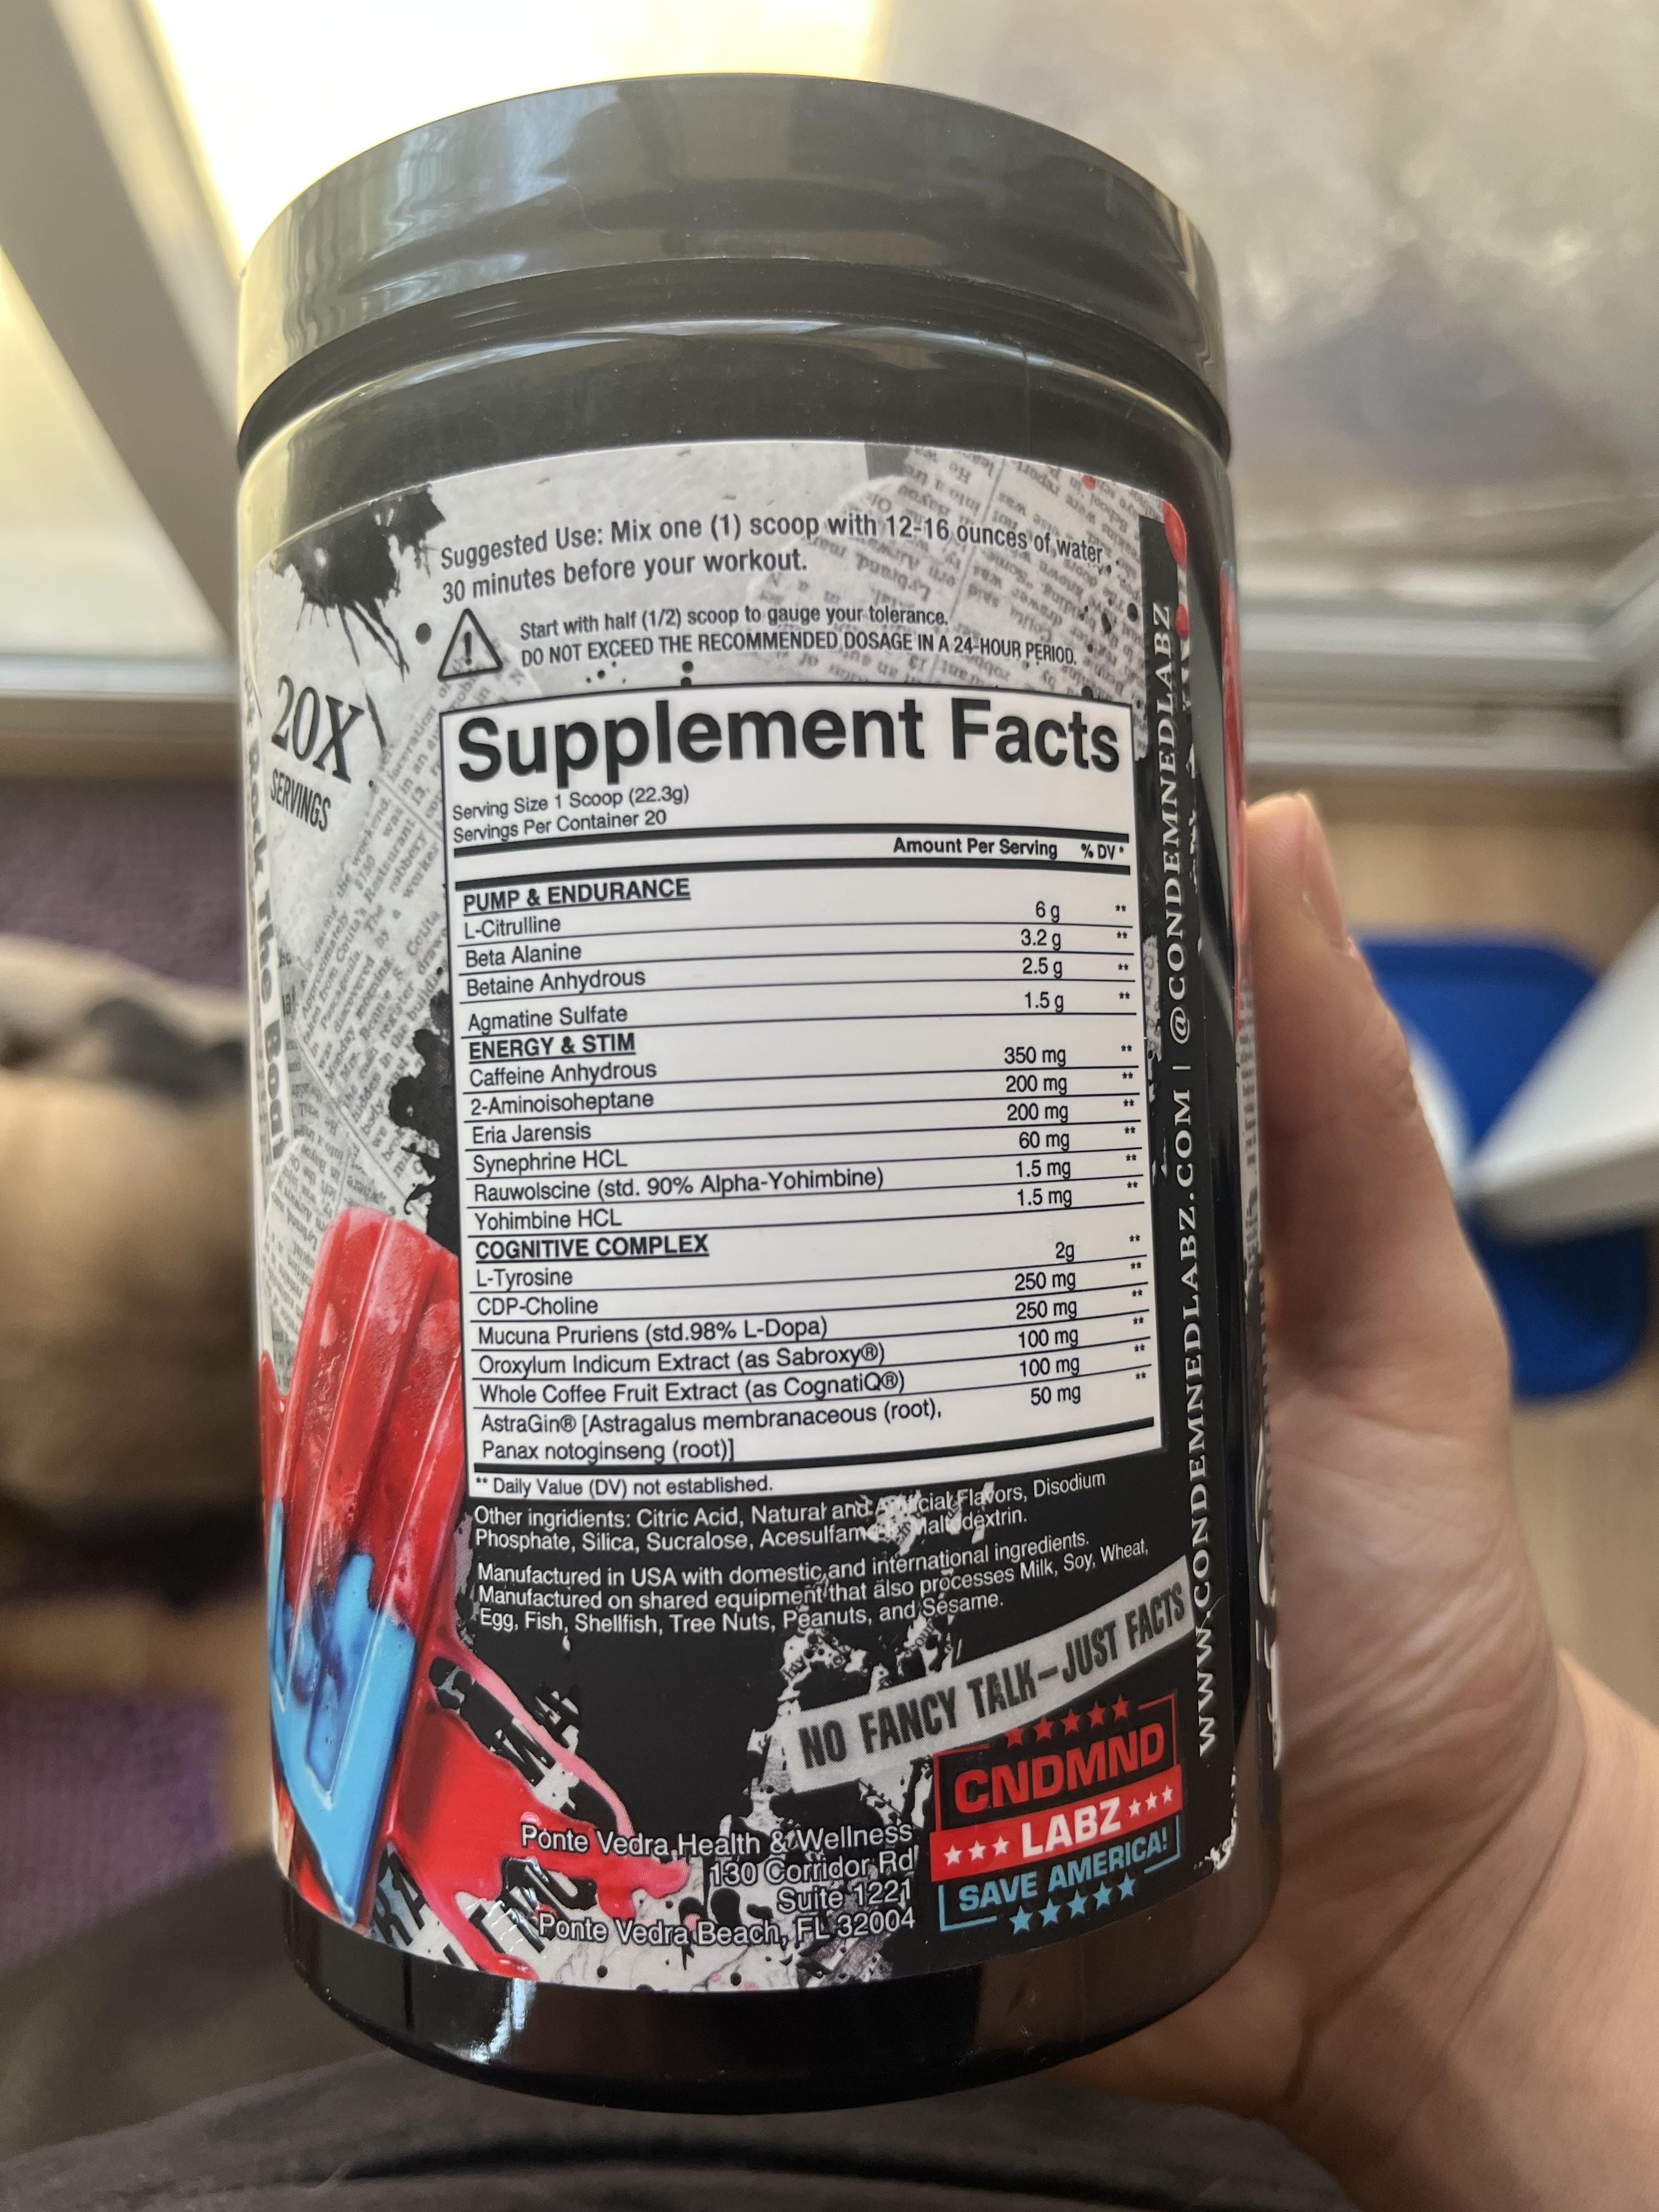 Suggested Use: Mix one (1) scoop with 12-16 ounces of water,
30 minutes before your workout.
Start with half (1/2) scoop to gauge your tolerance.
DO NOT EXCEED THE RECOMMENDED DOSAGE IN A 24-HOUR PERIOD.
20X
SERVINGS
Rock The Boat
Supplement Facts
Serving Size 1 Scoop (22.3g)
Servings Per Container 20
Amount Per Serving % DV*
PUMP & ENDURANCE
L-Citrulline 6 g **
Beta Alanine 3.2 g **
Betaine Anhydrous 2.5 g **
Agmatine Sulfate 1.5 g **
ENERGY & STIM
Caffeine Anhydrous 350 mg **
2-Aminoisoheptane 200 mg **
Eria Jarensis 200 mg **
Synephrine HCL 60 mg **
Rauwolscine (std. 90% Alpha-Yohimbine) 1.5 mg **
Yohimbine HCL 1.5 mg **
COGNITIVE COMPLEX
L-Tyrosine 2g **
CDP-Choline 250 mg **
Mucuna Pruriens (std.98% L-Dopa) 250 mg **
Oroxylum Indicum Extract (as Sabroxy®) 100 mg **
Whole Coffee Fruit Extract (as CognatiQ®) 100 mg **
AstraGin® [Astragalus membranaceous (root), 50 mg **
Panax notoginseng (root)]
** Daily Value (DV) not established.
Other ingridients: Citric Acid, Natural and Artificial Flavors, Disodium
Phosphate, Silica, Sucralose, Acesulfame Maltodextrin.
Manufactured in USA with domestic and international ingredients.
Manufactured on shared equipment that also processes Milk, Soy, Wheat,
Egg, Fish, Shellfish, Tree Nuts, Peanuts, and Sesame.
NO FANCY TALK—JUST FACTS
CNDMND
LABZ
SAVE AMERICA!
Ponte Vedra Health & Wellness
130 Corridor Rd
Suite 1221
Ponte Vedra Beach, FL 32004
WWW.CONDEMNEDLABZ.COM | @CONDEMNEDLABZ